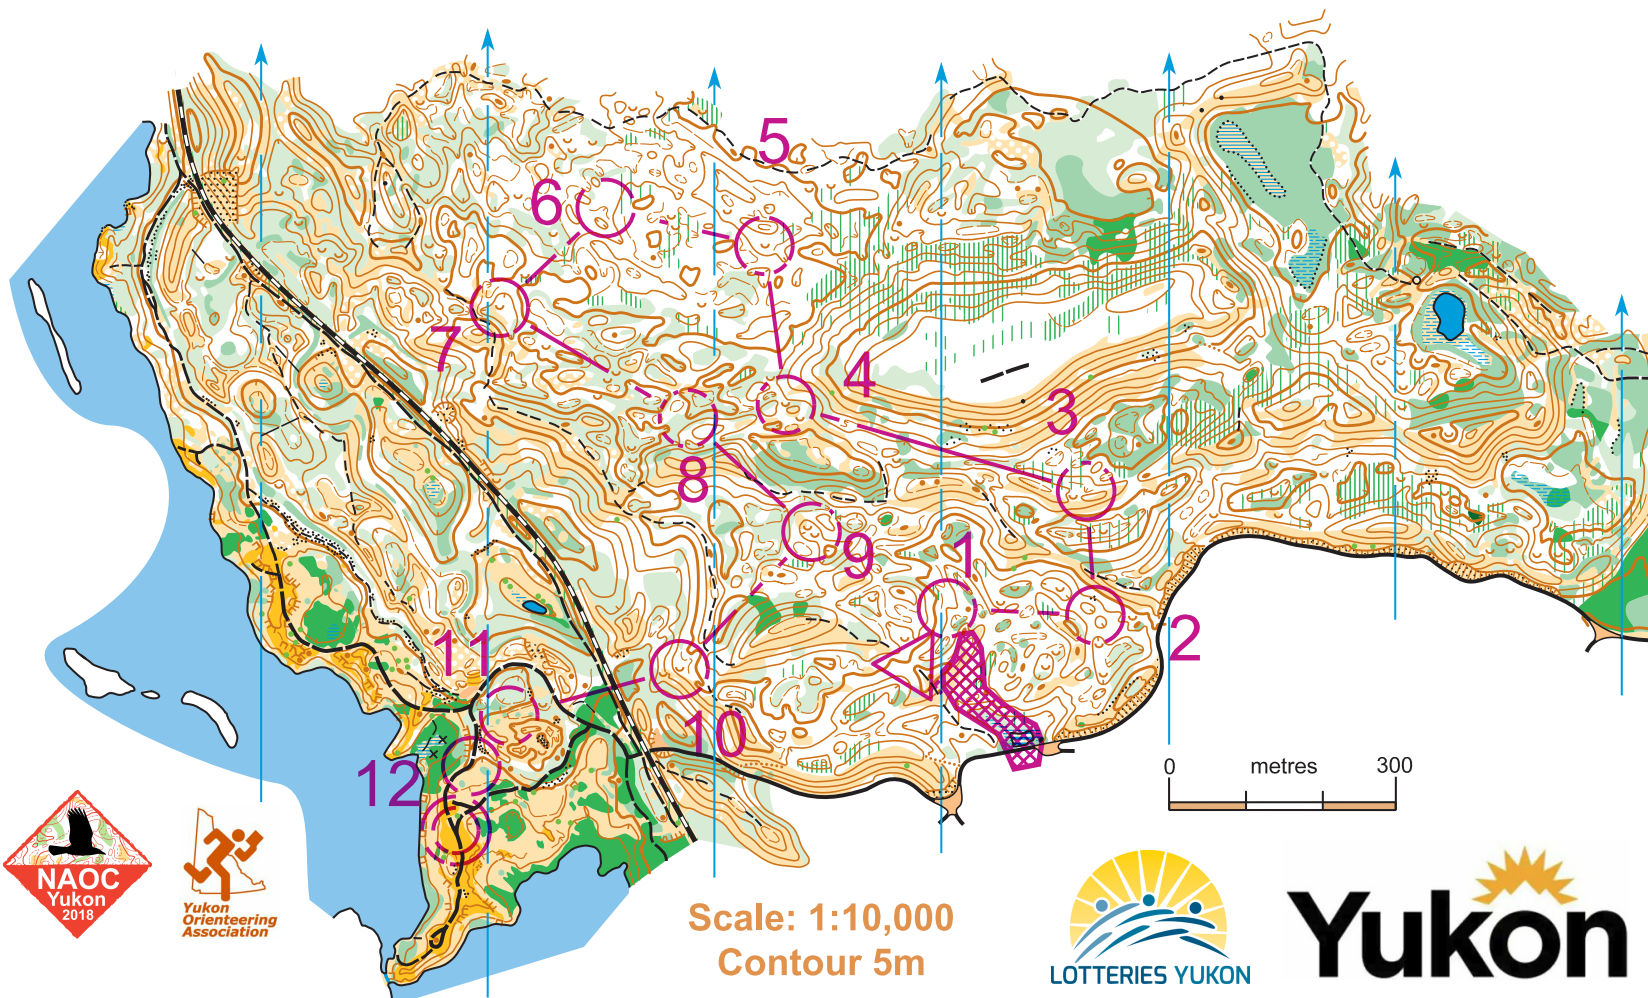 5
6
4
7
3
8
9
1
2
11
10
12
0 metres 300
NAOC
Yukon
2018
Yukon
Orienteering
Association
Scale: 1:10,000
Contour 5m
LOTTERIES YUKON
Yukon